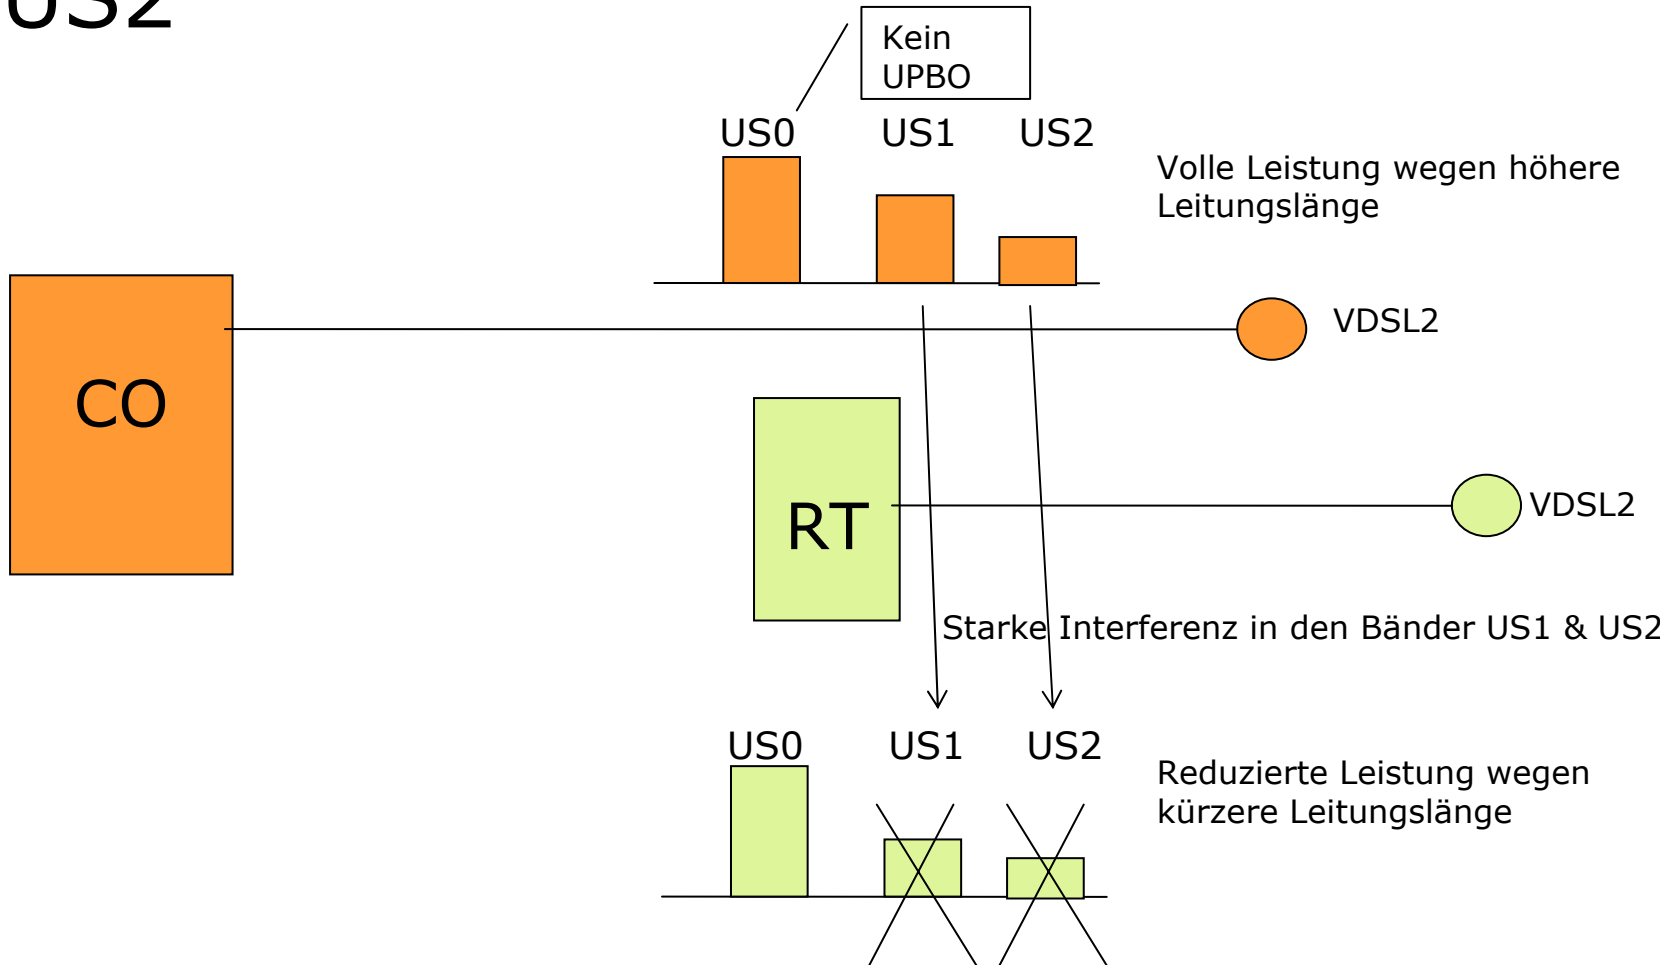 US2
Kein
UPBO
US0 US1 US2
Volle Leistung wegen höhere
Leitungslänge
VDSL2
CO
RT
VDSL2
Starke Interferenz in den Bänder US1 & US2
US0 US1 US2
Reduzierte Leistung wegen
kürzere Leitungslänge